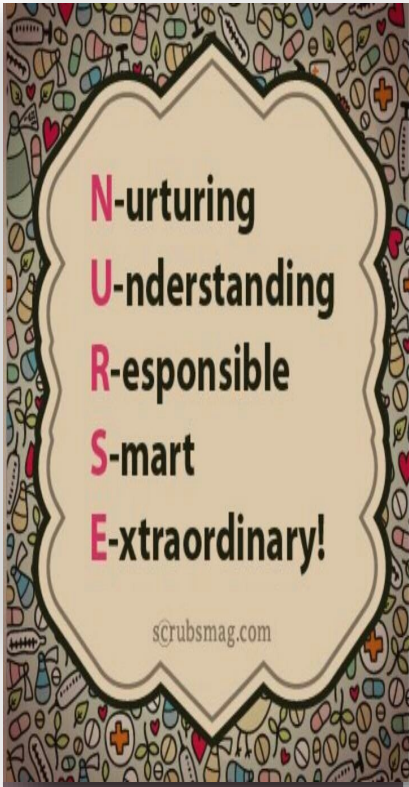 N-urturing
U-nderstanding
R-esponsible
S-mart
E-xtraordinary!
scrubsmag.com